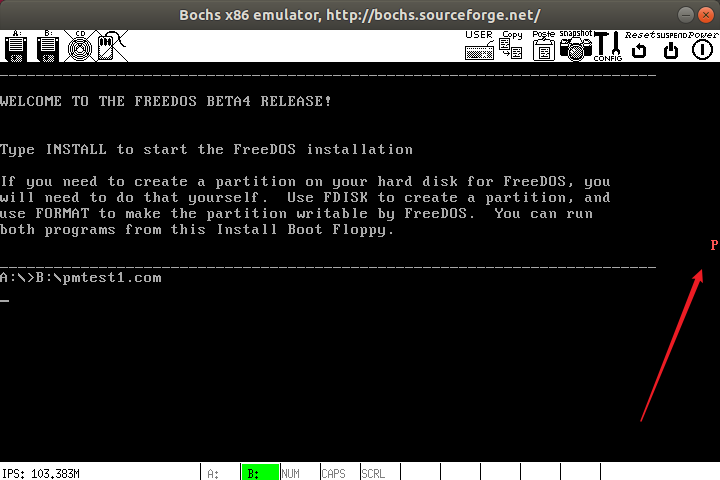 Bochs x86 emulator, http://bochs.sourceforge.net/
A: B: CD USER Copy Poste snapshot CONFIG Reset SUSPEND Power
WELCOME TO THE FREEDOS BETA4 RELEASE!
Type INSTALL to start the FreeDOS installation
If you need to create a partition on your hard disk for FreeDOS, you
will need to do that yourself.  Use FDISK to create a partition, and
use FORMAT to make the partition writable by FreeDOS.  You can run
both programs from this Install Boot Floppy.
P
A:\>B:\pmtest1.com
IPS: 103.383M A: B: NUM CAPS SCRL